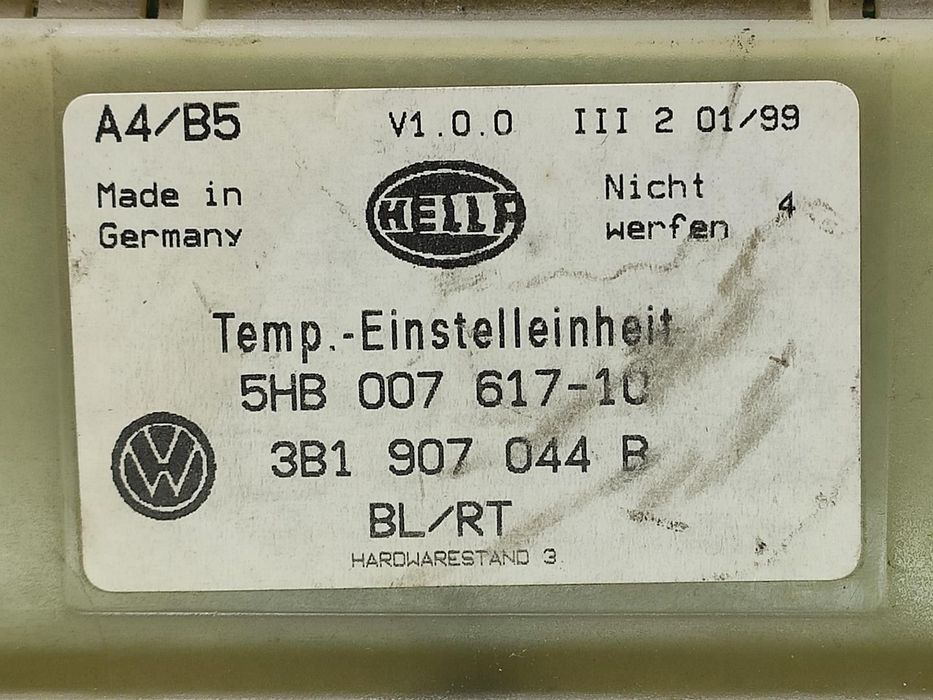 A4/B5 V1.0.0 III 2 01/99
Made in
Germany
HELLA
Nicht
werfen 4
Temp.-Einstelleinheit
5HB 007 617-10
3B1 907 044 B
VW
BL/RT
HARDWARESTAND 3